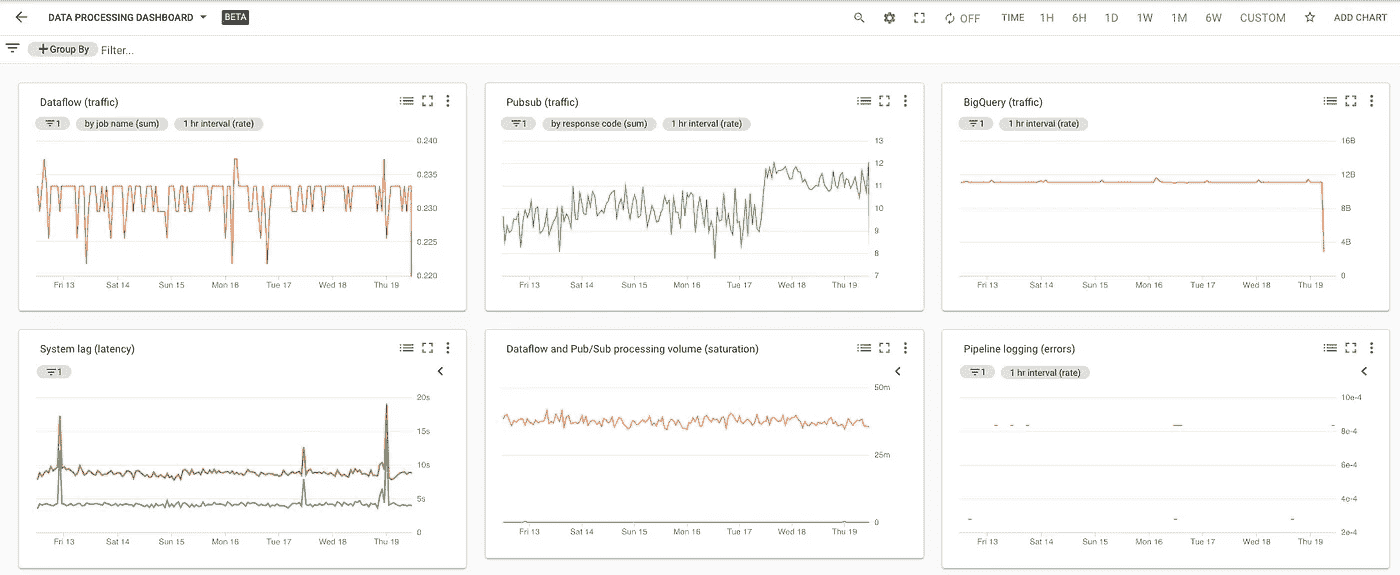 DATA PROCESSING DASHBOARD BETA OFF TIME 1H 6H 1D 1W 1M 6W CUSTOM ADD CHART
+Group By Filter...
Dataflow (traffic)
1 by job name (sum) 1 hr interval (rate)
0.240
0.235
0.230
0.225
0.220
Fri 13 Sat 14 Sun 15 Mon 16 Tue 17 Wed 18 Thu 19
Pubsub (traffic)
1 by response code (sum) 1 hr interval (rate)
13
12
11
10
9
8
7
Fri 13 Sat 14 Sun 15 Mon 16 Tue 17 Wed 18 Thu 19
BigQuery (traffic)
1 1 hr interval (rate)
16B
12B
8B
4B
0
Fri 13 Sat 14 Sun 15 Mon 16 Tue 17 Wed 18 Thu 19
System lag (latency)
1
20s
15s
10s
5s
0
Fri 13 Sat 14 Sun 15 Mon 16 Tue 17 Wed 18 Thu 19
Dataflow and Pub/Sub processing volume (saturation)
50m
25m
0
Fri 13 Sat 14 Sun 15 Mon 16 Tue 17 Wed 18 Thu 19
Pipeline logging (errors)
1 1 hr interval (rate)
10e-4
8e-4
6e-4
4e-4
2e-4
Fri 13 Sat 14 Sun 15 Mon 16 Tue 17 Wed 18 Thu 19